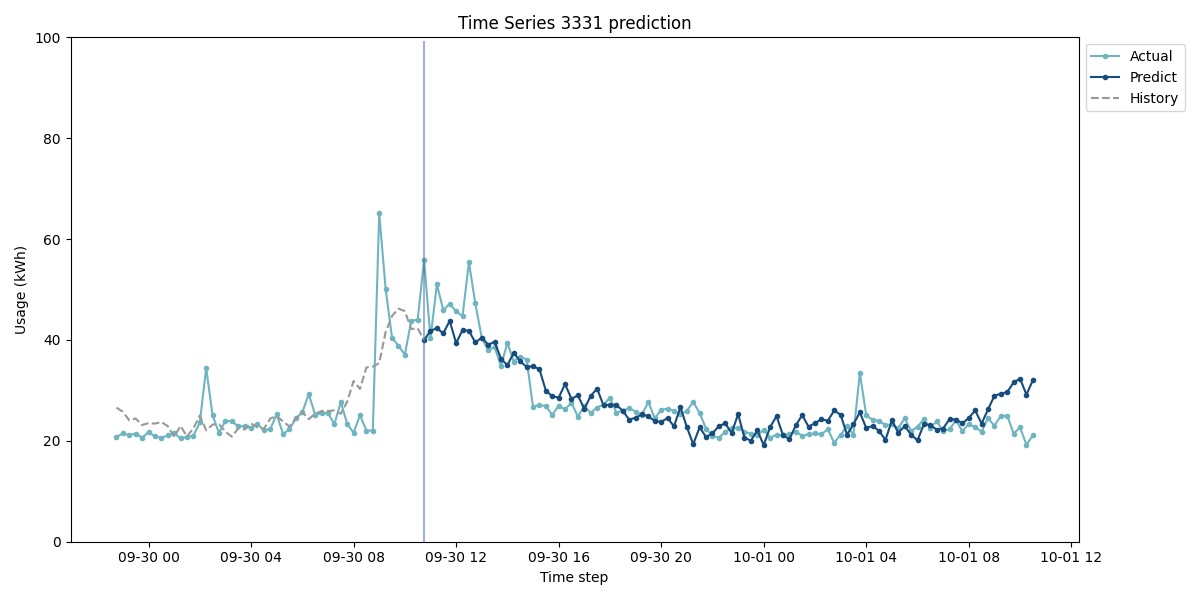 Time Series 3331 prediction
100
80
60
40
20
0
Usage (kWh)
09-30 00
09-30 04
09-30 08
09-30 12
09-30 16
09-30 20
10-01 00
10-01 04
10-01 08
10-01 12
Time step
Actual
Predict
History